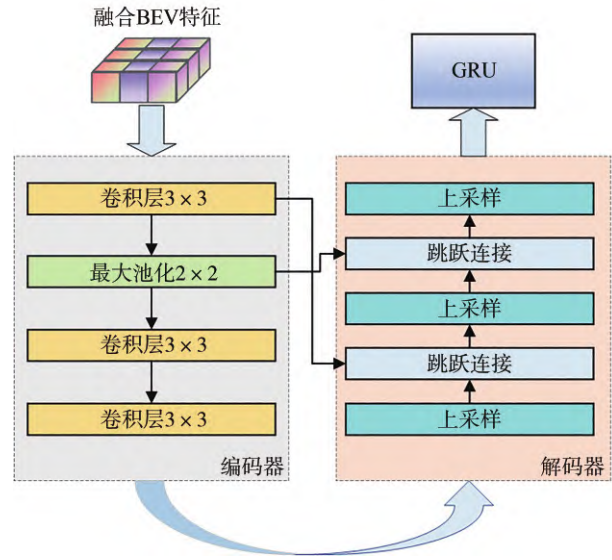 融合BEV特征
GRU
卷积层3 × 3
最大池化2 × 2
卷积层3 × 3
卷积层3 × 3
编码器
上采样
跳跃连接
上采样
跳跃连接
上采样
解码器